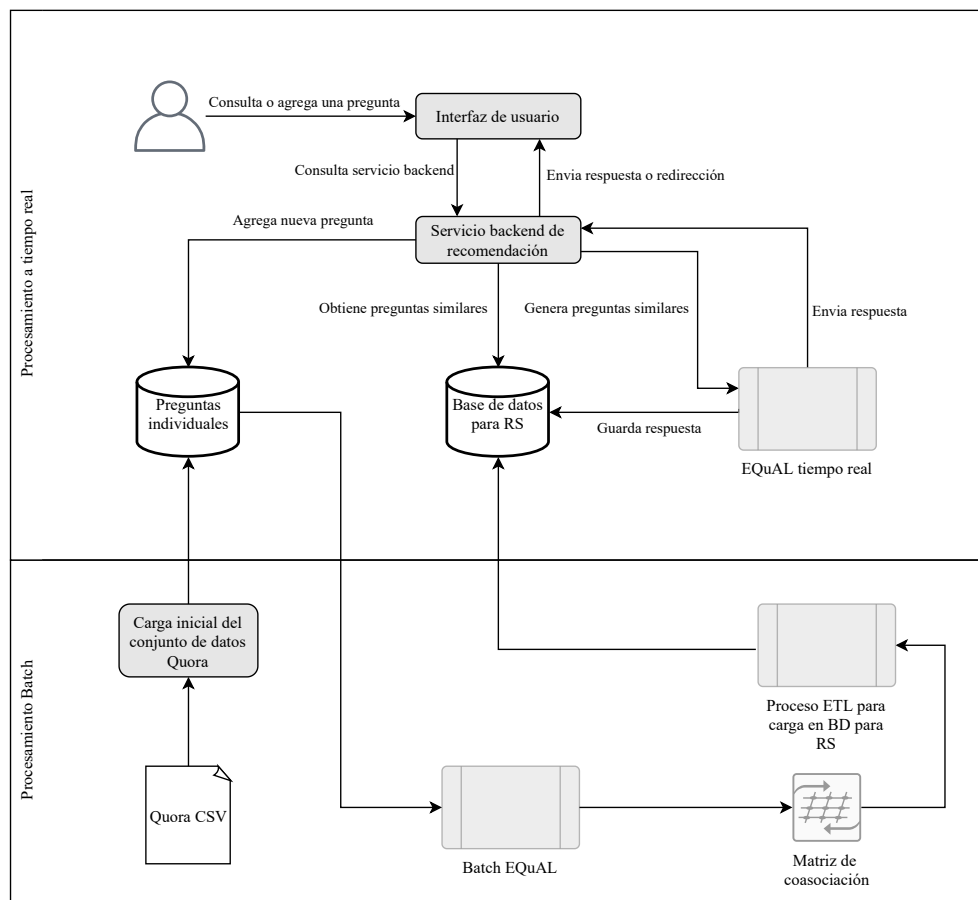 Procesamiento a tiempo real
Consulta o agrega una pregunta
Interfaz de usuario
Consulta servicio backend
Envia respuesta o redirección
Agrega nueva pregunta
Servicio backend de
recomendación
Obtiene preguntas similares
Genera preguntas similares
Envia respuesta
Preguntas
individuales
Base de datos
para RS
Guarda respuesta
EQuAL tiempo real
Procesamiento Batch
Carga inicial del
conjunto de datos
Quora
Proceso ETL para
carga en BD para
RS
Quora CSV
Batch EQuAL
Matriz de
coasociación